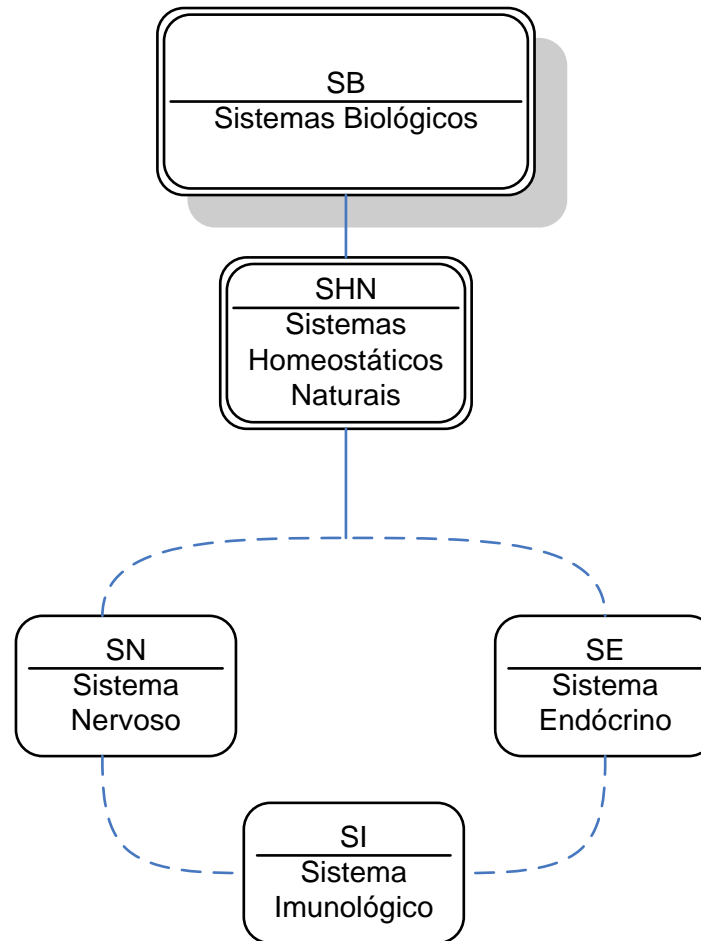 SB
Sistemas Biológicos
SHN
Sistemas
Homeostáticos
Naturais
SN
Sistema
Nervoso
SE
Sistema
Endócrino
SI
Sistema
Imunológico